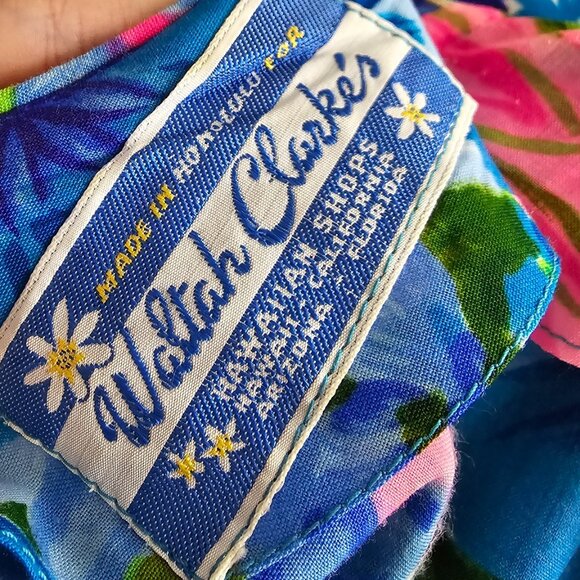 MADE IN HONOLULU FOR
Waltah Clarke's
HAWAIIAN SHOPS
HAWAII - CALIFORNIA
ARIZONA - FLORIDA